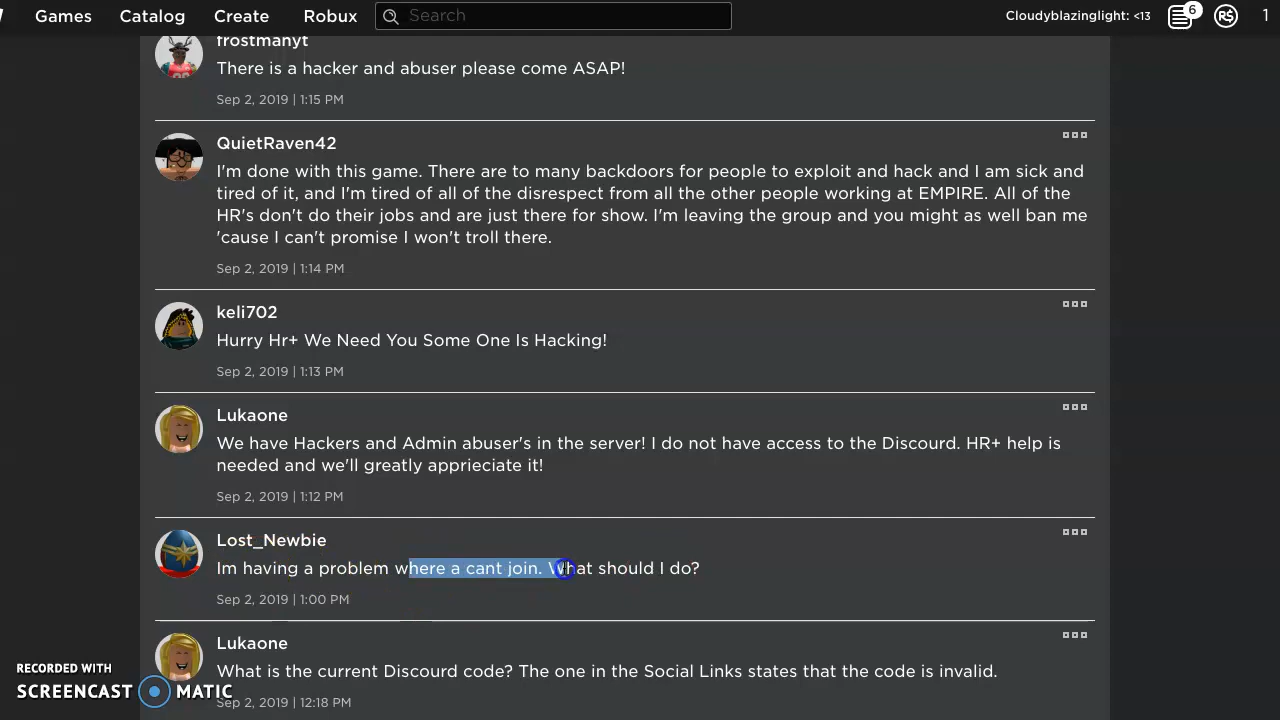 Games Catalog Create Robux Search Cloudyblazinglight: <13 6 R$ 1
frostmanyt
There is a hacker and abuser please come ASAP!
Sep 2, 2019 | 1:15 PM
QuietRaven42
I'm done with this game. There are to many backdoors for people to exploit and hack and I am sick and
tired of it, and I'm tired of all of the disrespect from all the other people working at EMPIRE. All of the
HR's don't do their jobs and are just there for show. I'm leaving the group and you might as well ban me
'cause I can't promise I won't troll there.
Sep 2, 2019 | 1:14 PM
keli702
Hurry Hr+ We Need You Some One Is Hacking!
Sep 2, 2019 | 1:13 PM
Lukaone
We have Hackers and Admin abuser's in the server! I do not have access to the Discourd. HR+ help is
needed and we'll greatly apprieciate it!
Sep 2, 2019 | 1:12 PM
Lost_Newbie
Im having a problem where a cant join. What should I do?
Sep 2, 2019 | 1:00 PM
Lukaone
What is the current Discourd code? The one in the Social Links states that the code is invalid.
Sep 2, 2019 | 12:18 PM
RECORDED WITH
SCREENCAST MATIC